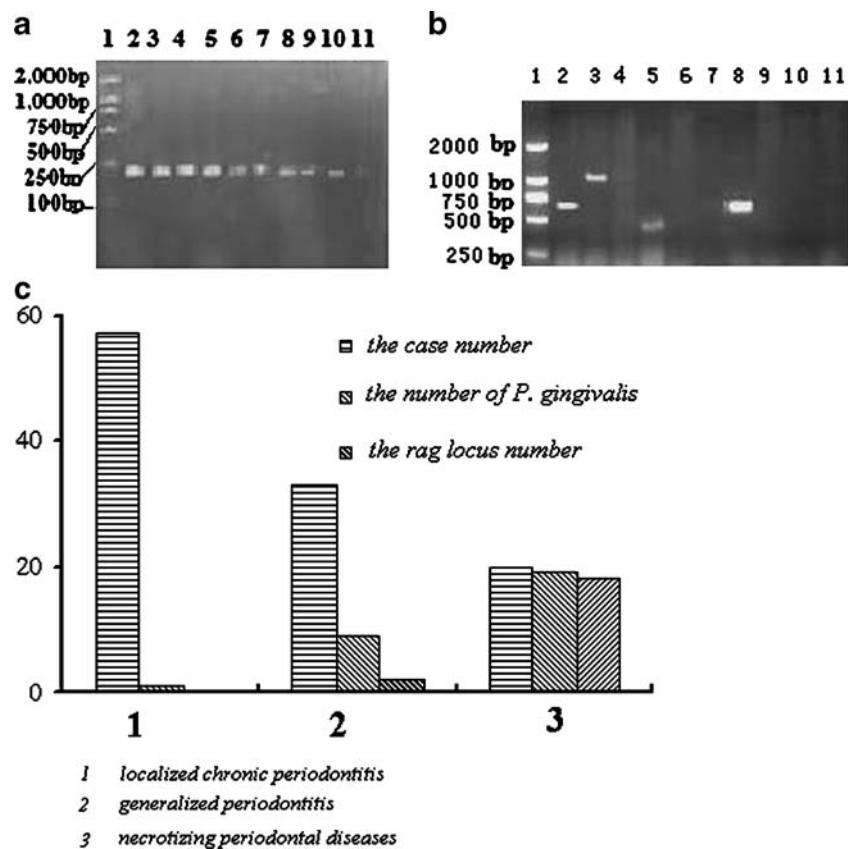 a
1 2 3 4 5 6 7 8 9 10 11
2,000bp
1,000bp
750bp
500bp
250bp
100bp
b
1 2 3 4 5 6 7 8 9 10 11
2000 bp
1000 bp
750 bp
500 bp
250 bp
c
60
40
20
0
the case number
the number of P. gingivalis
the rag locus number
1 2 3
1 localized chronic periodontitis
2 generalized periodontitis
3 necrotizing periodontal diseases